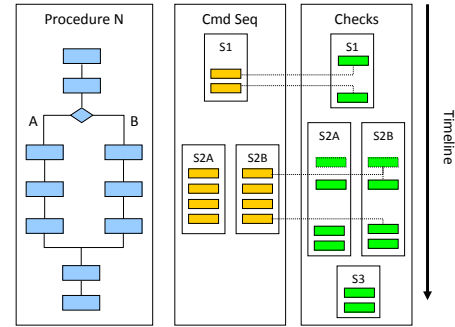 Procedure N
Cmd Seq
Checks
S1
S1
A
B
S2A
S2B
S2A
S2B
S3
Timeline